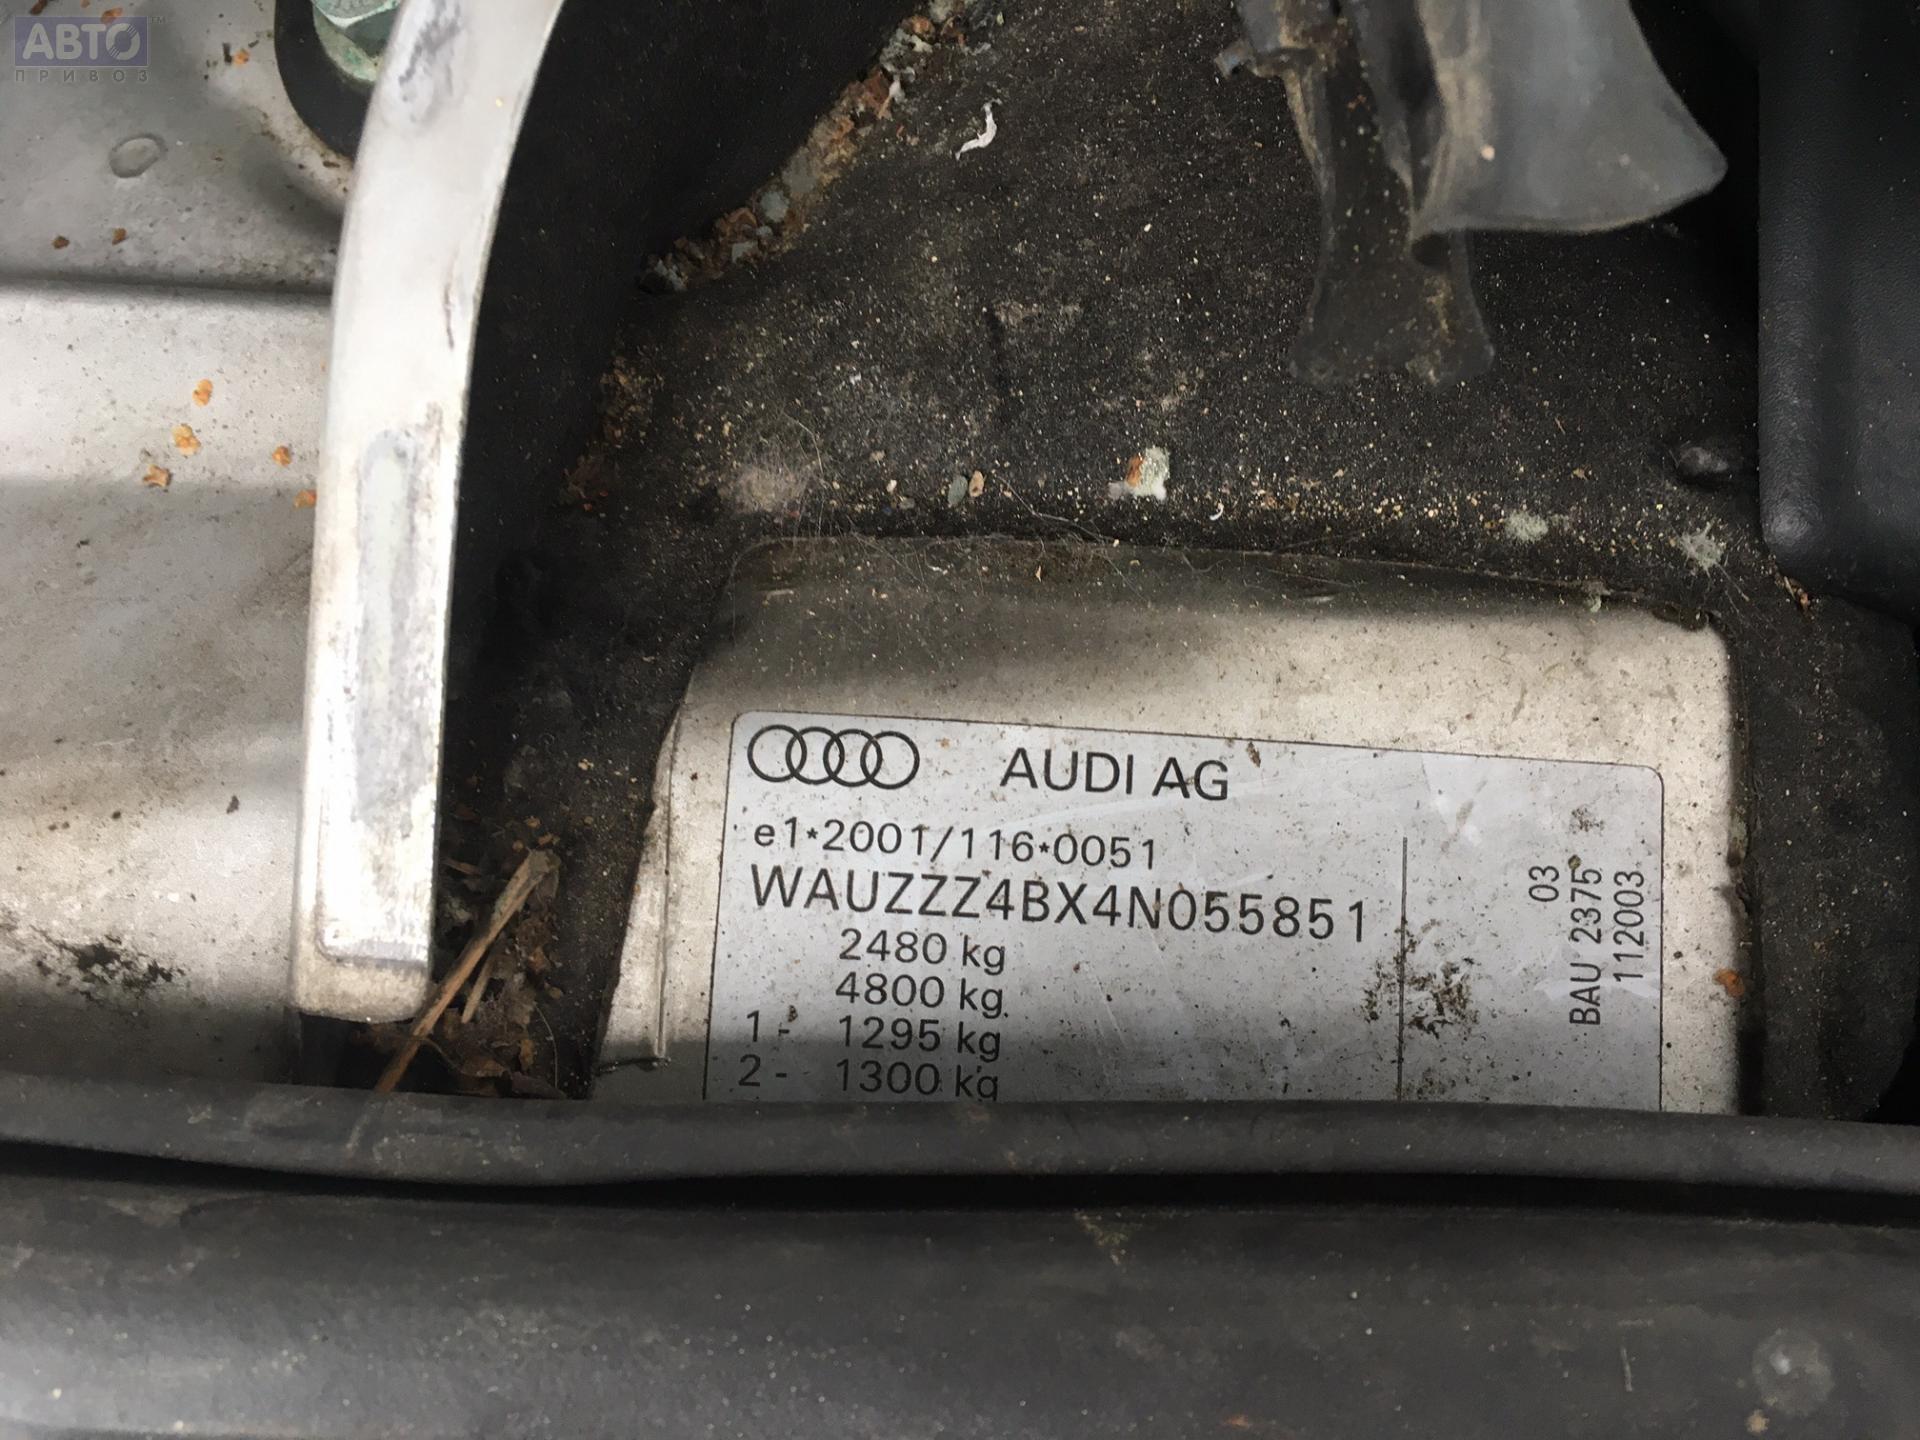 АВТО™
ПРИВОЗ
AUDI AG
e1*2001/116*0051
WAUZZZ4BX4N055851
2480 kg
4800 kg
1- 1295 kg
2- 1300 kg
03
BAU 2375
112003